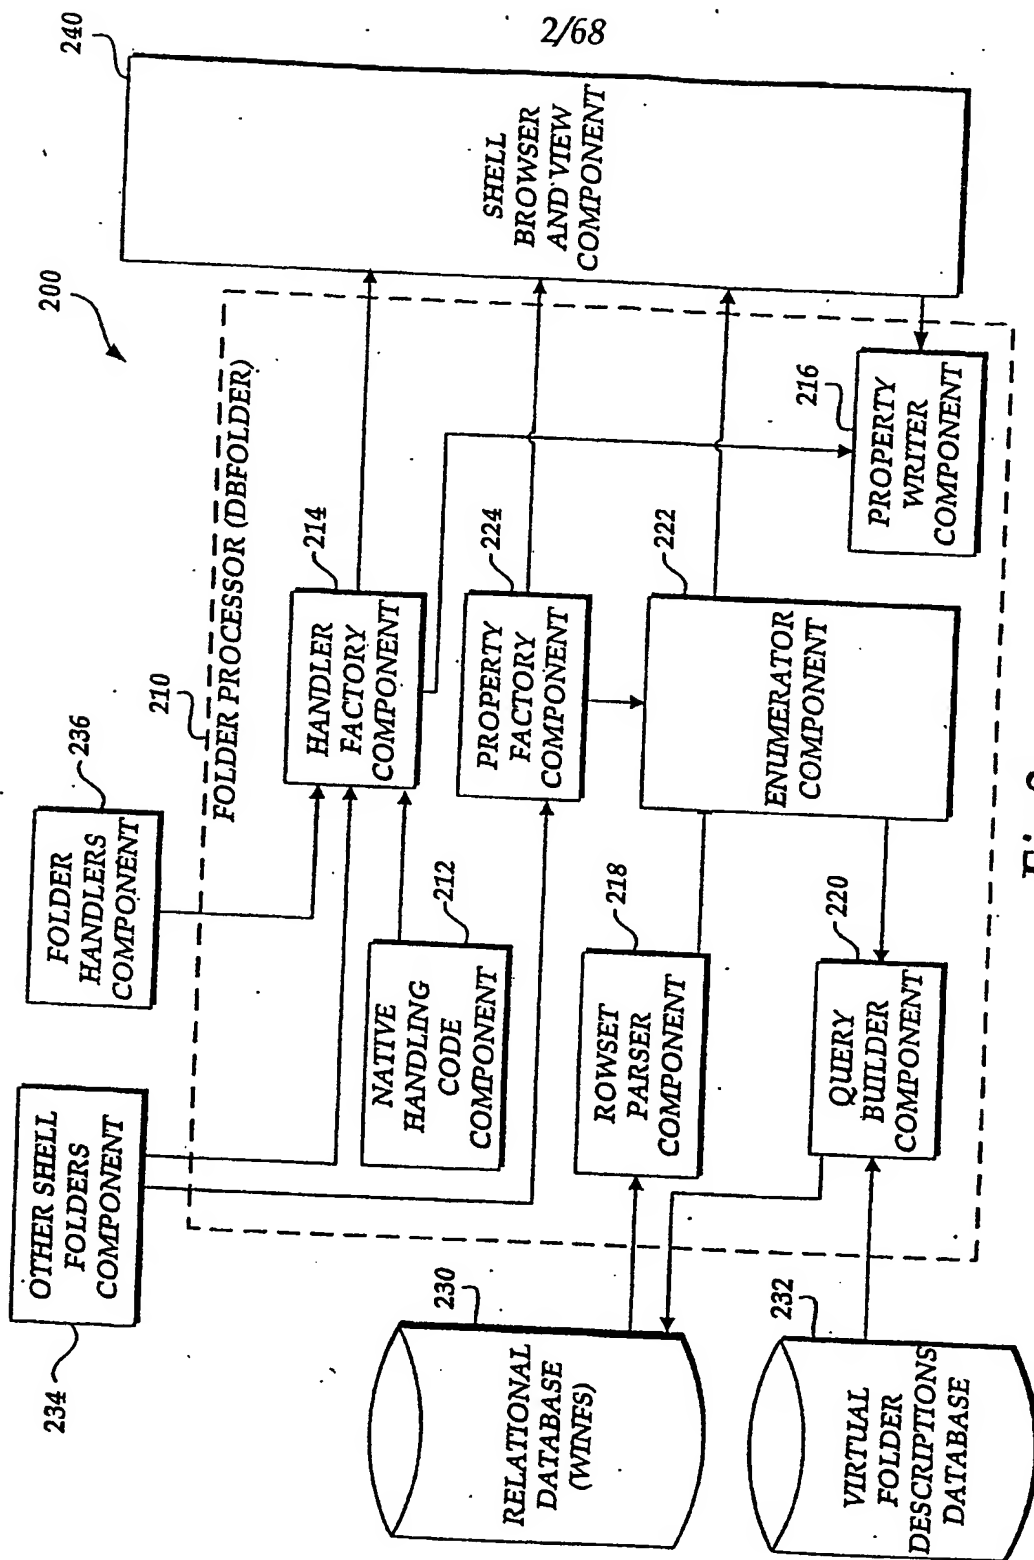 2/68
200
240
SHELL
BROWSER
AND VIEW
COMPONENT
210
FOLDER PROCESSOR (DBFOLDER)
236
FOLDER
HANDLERS
COMPONENT
234
OTHER SHELL
FOLDERS
COMPONENT
214
HANDLER
FACTORY
COMPONENT
212
NATIVE
HANDLING
CODE
COMPONENT
224
PROPERTY
FACTORY
COMPONENT
216
PROPERTY
WRITER
COMPONENT
222
ENUMERATOR
COMPONENT
218
ROWSET
PARSER
COMPONENT
220
QUERY
BUILDER
COMPONENT
230
RELATIONAL
DATABASE
(WINFS)
232
VIRTUAL
FOLDER
DESCRIPTIONS
DATABASE